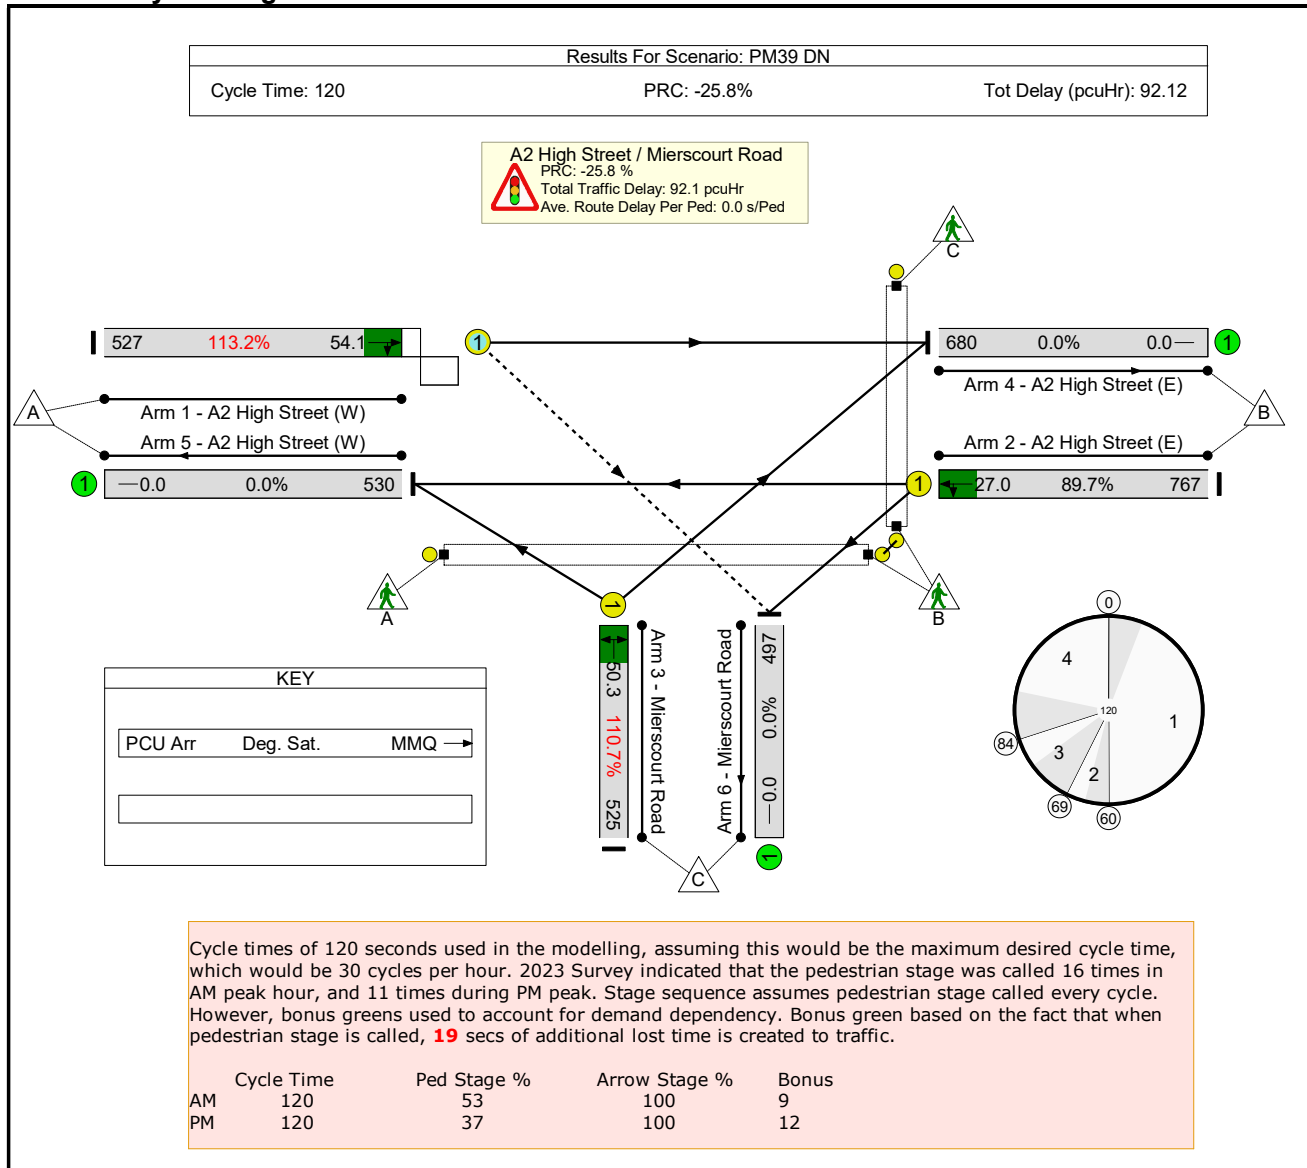 Results For Scenario: PM39 DN
Cycle Time: 120 PRC: -25.8% Tot Delay (pcuHr): 92.12
A2 High Street / Mierscourt Road
PRC: -25.8 %
Total Traffic Delay: 92.1 pcuHr
Ave. Route Delay Per Ped: 0.0 s/Ped
C
527 113.2% 54.1
1
680 0.0% 0.0
1
Arm 4 - A2 High Street (E)
A
Arm 1 - A2 High Street (W)
B
Arm 5 - A2 High Street (W)
Arm 2 - A2 High Street (E)
1
0.0 0.0% 530
1
27.0 89.7% 767
A
B
1
50.3 110.7% 525
Arm 3 - Mierscourt Road
Arm 6 - Mierscourt Road
497 0.0% 0.0
1
C
0
4
120
1
84
3
2
69
60
KEY
PCU Arr Deg. Sat. MMQ
Cycle times of 120 seconds used in the modelling, assuming this would be the maximum desired cycle time,
which would be 30 cycles per hour. 2023 Survey indicated that the pedestrian stage was called 16 times in
AM peak hour, and 11 times during PM peak. Stage sequence assumes pedestrian stage called every cycle.
However, bonus greens used to account for demand dependency. Bonus green based on the fact that when
pedestrian stage is called, 19 secs of additional lost time is created to traffic.
Cycle Time Ped Stage % Arrow Stage % Bonus
AM 120 53 100 9
PM 120 37 100 12